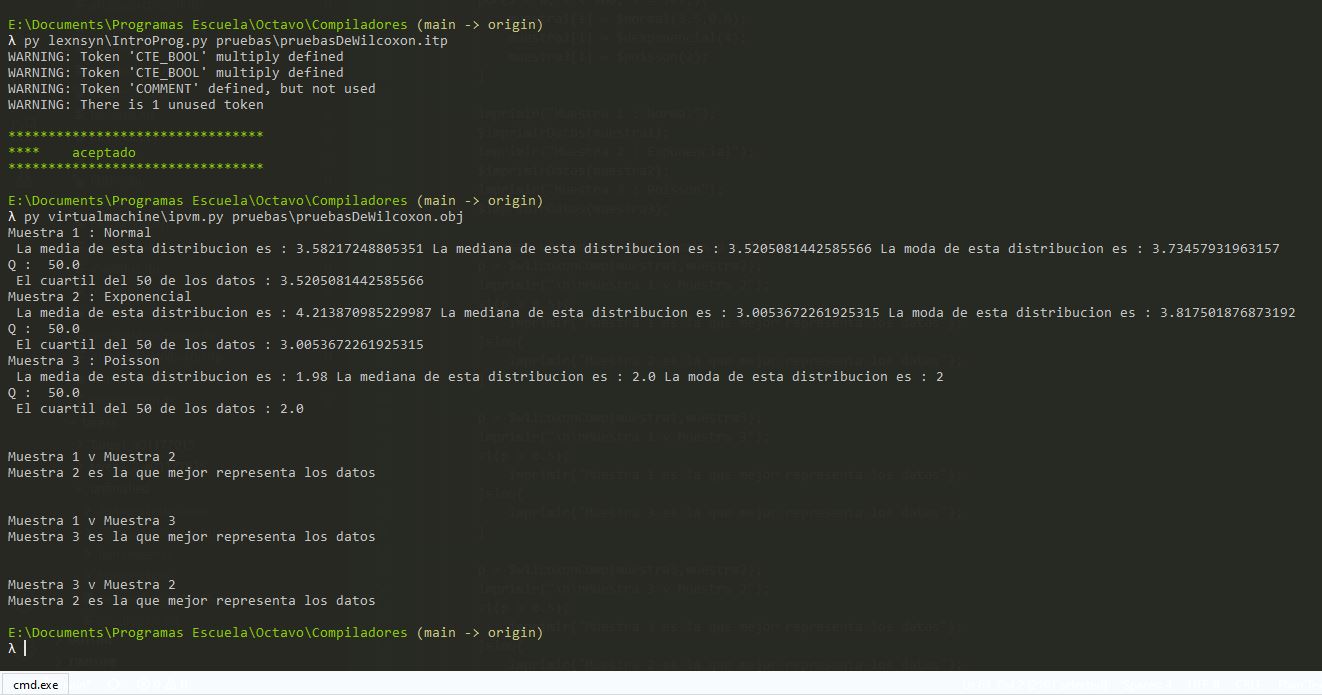 E:\Documents\Programas Escuela\Octavo\Compiladores (main -> origin)
λ py lexnsyn\IntroProg.py pruebas\pruebasDeWilcoxon.itp
WARNING: Token 'CTE_BOOL' multiply defined
WARNING: Token 'CTE_BOOL' multiply defined
WARNING: Token 'COMMENT' defined, but not used
WARNING: There is 1 unused token
********************************
**** aceptado
********************************
E:\Documents\Programas Escuela\Octavo\Compiladores (main -> origin)
λ py virtualmachine\ipvm.py pruebas\pruebasDeWilcoxon.obj
Muestra 1 : Normal
La media de esta distribucion es : 3.58217248805351 La mediana de esta distribucion es : 3.5205081442585566 La moda de esta distribucion es : 3.73457931963157
Q : 50.0
El cuartil del 50 de los datos : 3.5205081442585566
Muestra 2 : Exponencial
La media de esta distribucion es : 4.213870985229987 La mediana de esta distribucion es : 3.0053672261925315 La moda de esta distribucion es : 3.817501876873192
Q : 50.0
El cuartil del 50 de los datos : 3.0053672261925315
Muestra 3 : Poisson
La media de esta distribucion es : 1.98 La mediana de esta distribucion es : 2.0 La moda de esta distribucion es : 2
Q : 50.0
El cuartil del 50 de los datos : 2.0
Muestra 1 v Muestra 2
Muestra 2 es la que mejor representa los datos
Muestra 1 v Muestra 3
Muestra 3 es la que mejor representa los datos
Muestra 3 v Muestra 2
Muestra 2 es la que mejor representa los datos
E:\Documents\Programas Escuela\Octavo\Compiladores (main -> origin)
λ
cmd.exe